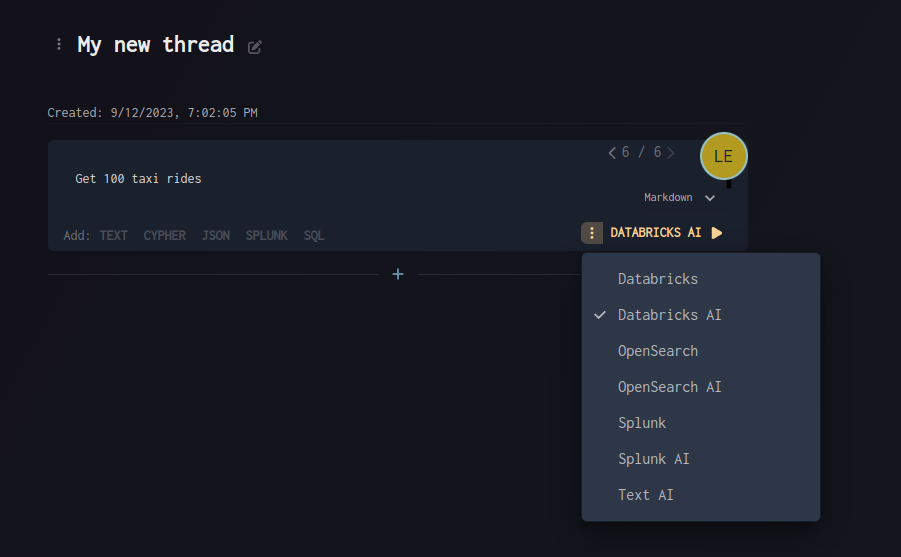 My new thread
Created: 9/12/2023, 7:02:05 PM
6 / 6
LE
Get 100 taxi rides
Markdown
Add: TEXT CYPHER JSON SPLUNK SQL
DATABRICKS AI
Databricks
Databricks AI
OpenSearch
OpenSearch AI
Splunk
Splunk AI
Text AI